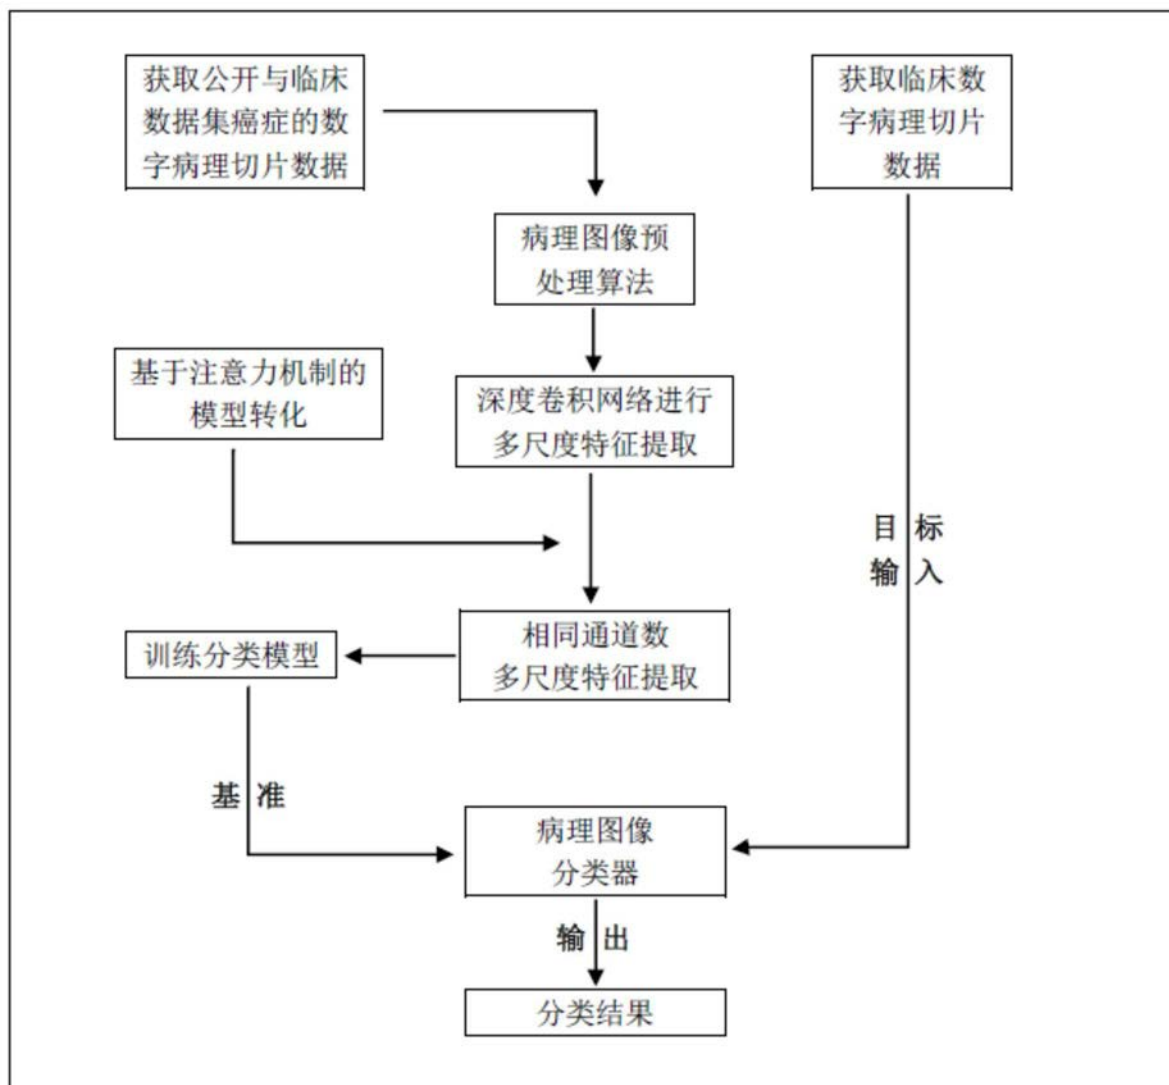 获取公开与临床
数据集癌症的数
字病理切片数据
获取临床数
字病理切片
数据
病理图像预
处理算法
基于注意力机制的
模型转化
深度卷积网络进行
多尺度特征提取
目标
输入
相同通道数
多尺度特征提取
训练分类模型
基准
病理图像
分类器
输出
分类结果